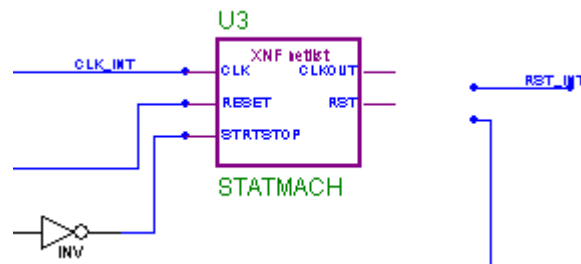 U3
XNF netlist
CLK_INT
CLK CLKOUT
RST_INT
RESET RST
STRTSTOP
STATMACH
INV